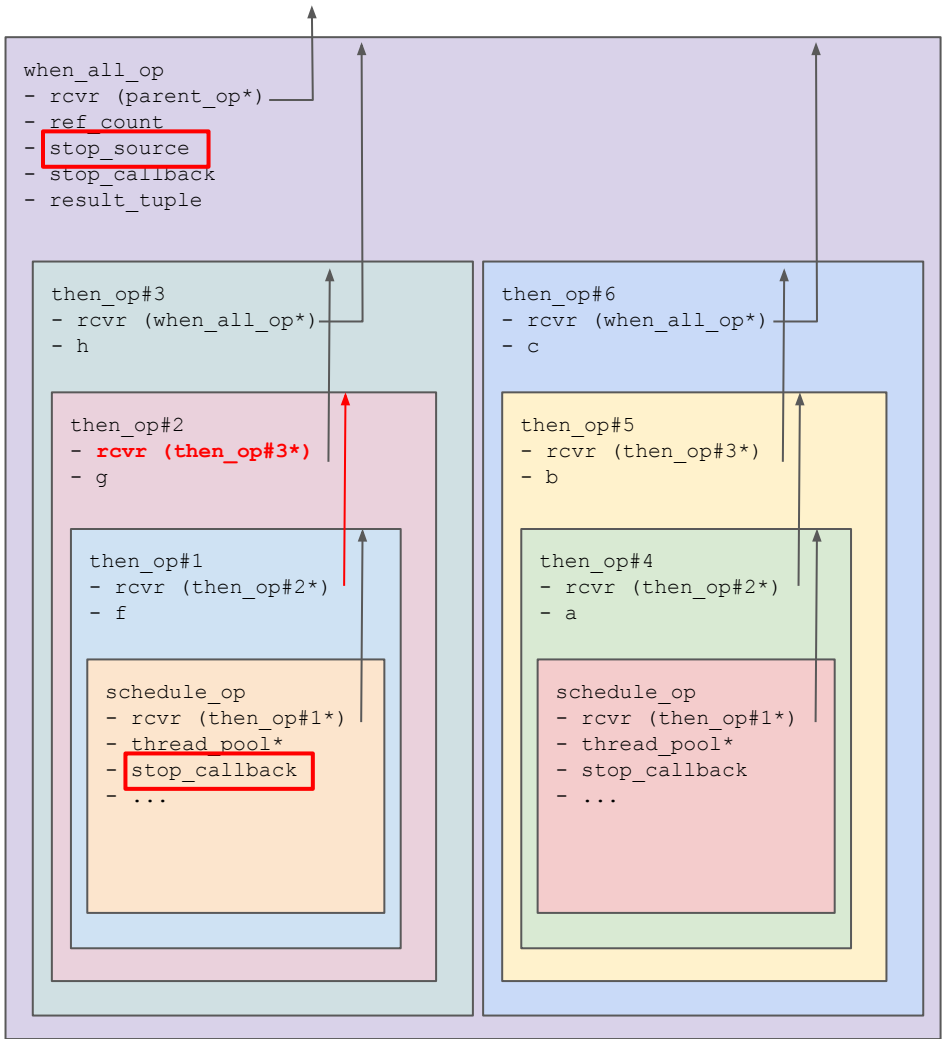 when_all_op
- rcvr (parent_op*)
- ref_count
- stop_source
- stop_callback
- result_tuple
then_op#3
- rcvr (when_all_op*)
- h
then_op#2
- rcvr (then_op#3*)
- g
then_op#1
- rcvr (then_op#2*)
- f
schedule_op
- rcvr (then_op#1*)
- thread_pool*
- stop_callback
- ...
then_op#6
- rcvr (when_all_op*)
- c
then_op#5
- rcvr (then_op#3*)
- b
then_op#4
- rcvr (then_op#2*)
- a
schedule_op
- rcvr (then_op#1*)
- thread_pool*
- stop_callback
- ...